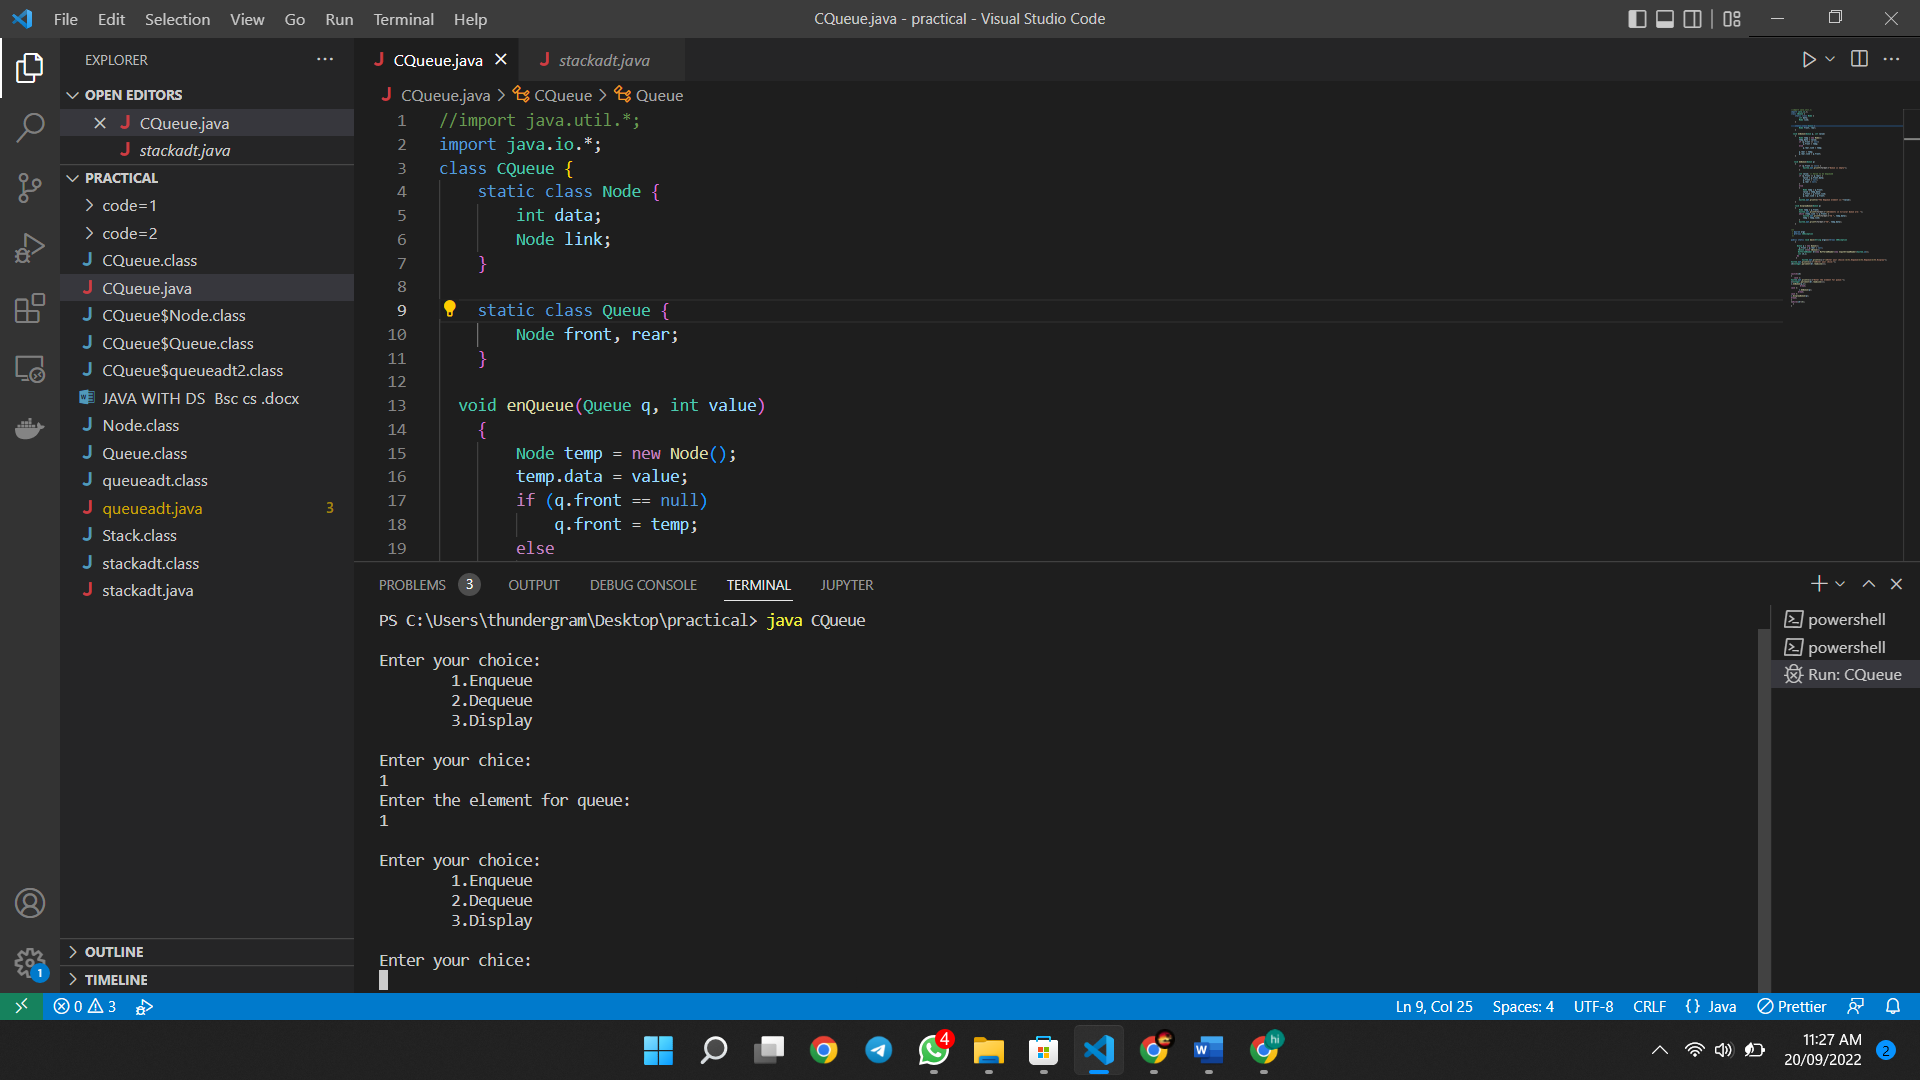 File Edit Selection View Go Run Terminal Help
CQueue.java - practical - Visual Studio Code
EXPLORER
OPEN EDITORS
CQueue.java
stackadt.java
PRACTICAL
code=1
code=2
CQueue.class
CQueue.java
CQueue$Node.class
CQueue$Queue.class
CQueue$queueadt2.class
JAVA WITH DS Bsc cs .docx
Node.class
Queue.class
queueadt.class
queueadt.java 3
Stack.class
stackadt.class
stackadt.java
OUTLINE
TIMELINE
CQueue.java stackadt.java
CQueue.java > CQueue > Queue
1 //import java.util.*;
2 import java.io.*;
3 class CQueue {
4 static class Node {
5 int data;
6 Node link;
7 }
8
9 static class Queue {
10 Node front, rear;
11 }
12
13 void enQueue(Queue q, int value)
14 {
15 Node temp = new Node();
16 temp.data = value;
17 if (q.front == null)
18 q.front = temp;
19 else
PROBLEMS 3 OUTPUT DEBUG CONSOLE TERMINAL JUPYTER
PS C:\Users\thundergram\Desktop\practical> java CQueue
Enter your choice:
1.Enqueue
2.Dequeue
3.Display
Enter your chice:
1
Enter the element for queue:
1
Enter your choice:
1.Enqueue
2.Dequeue
3.Display
Enter your chice:
powershell
powershell
Run: CQueue
1
0 3
Ln 9, Col 25 Spaces: 4 UTF-8 CRLF {} Java Prettier
4
W
hi
11:27 AM
20/09/2022
2